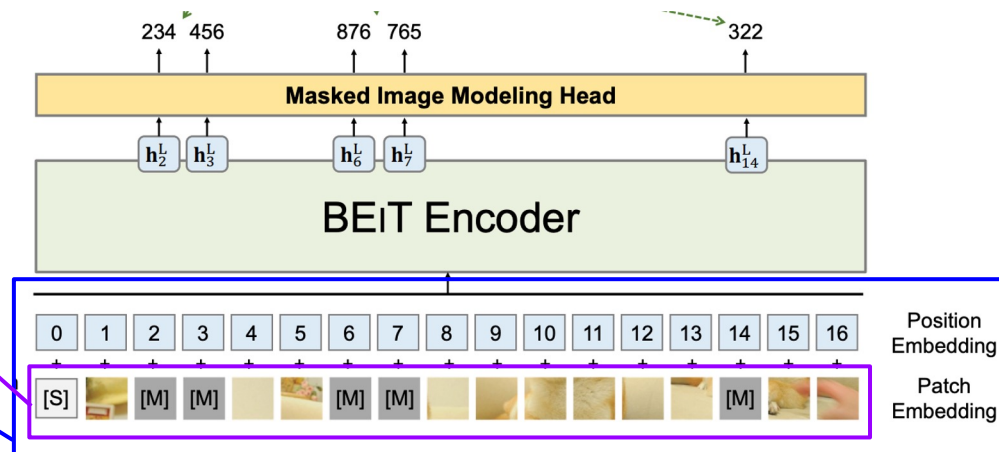 234 456 876 765 322
Masked Image Modeling Head
h₂ᴸ h₃ᴸ h₆ᴸ h₇ᴸ h₁₄ᴸ
BEIT Encoder
0 1 2 3 4 5 6 7 8 9 10 11 12 13 14 15 16
Position
Embedding
+ + + + + + + + + + + + + + + + +
[S] [M] [M] [M] [M] [M]
Patch
Embedding